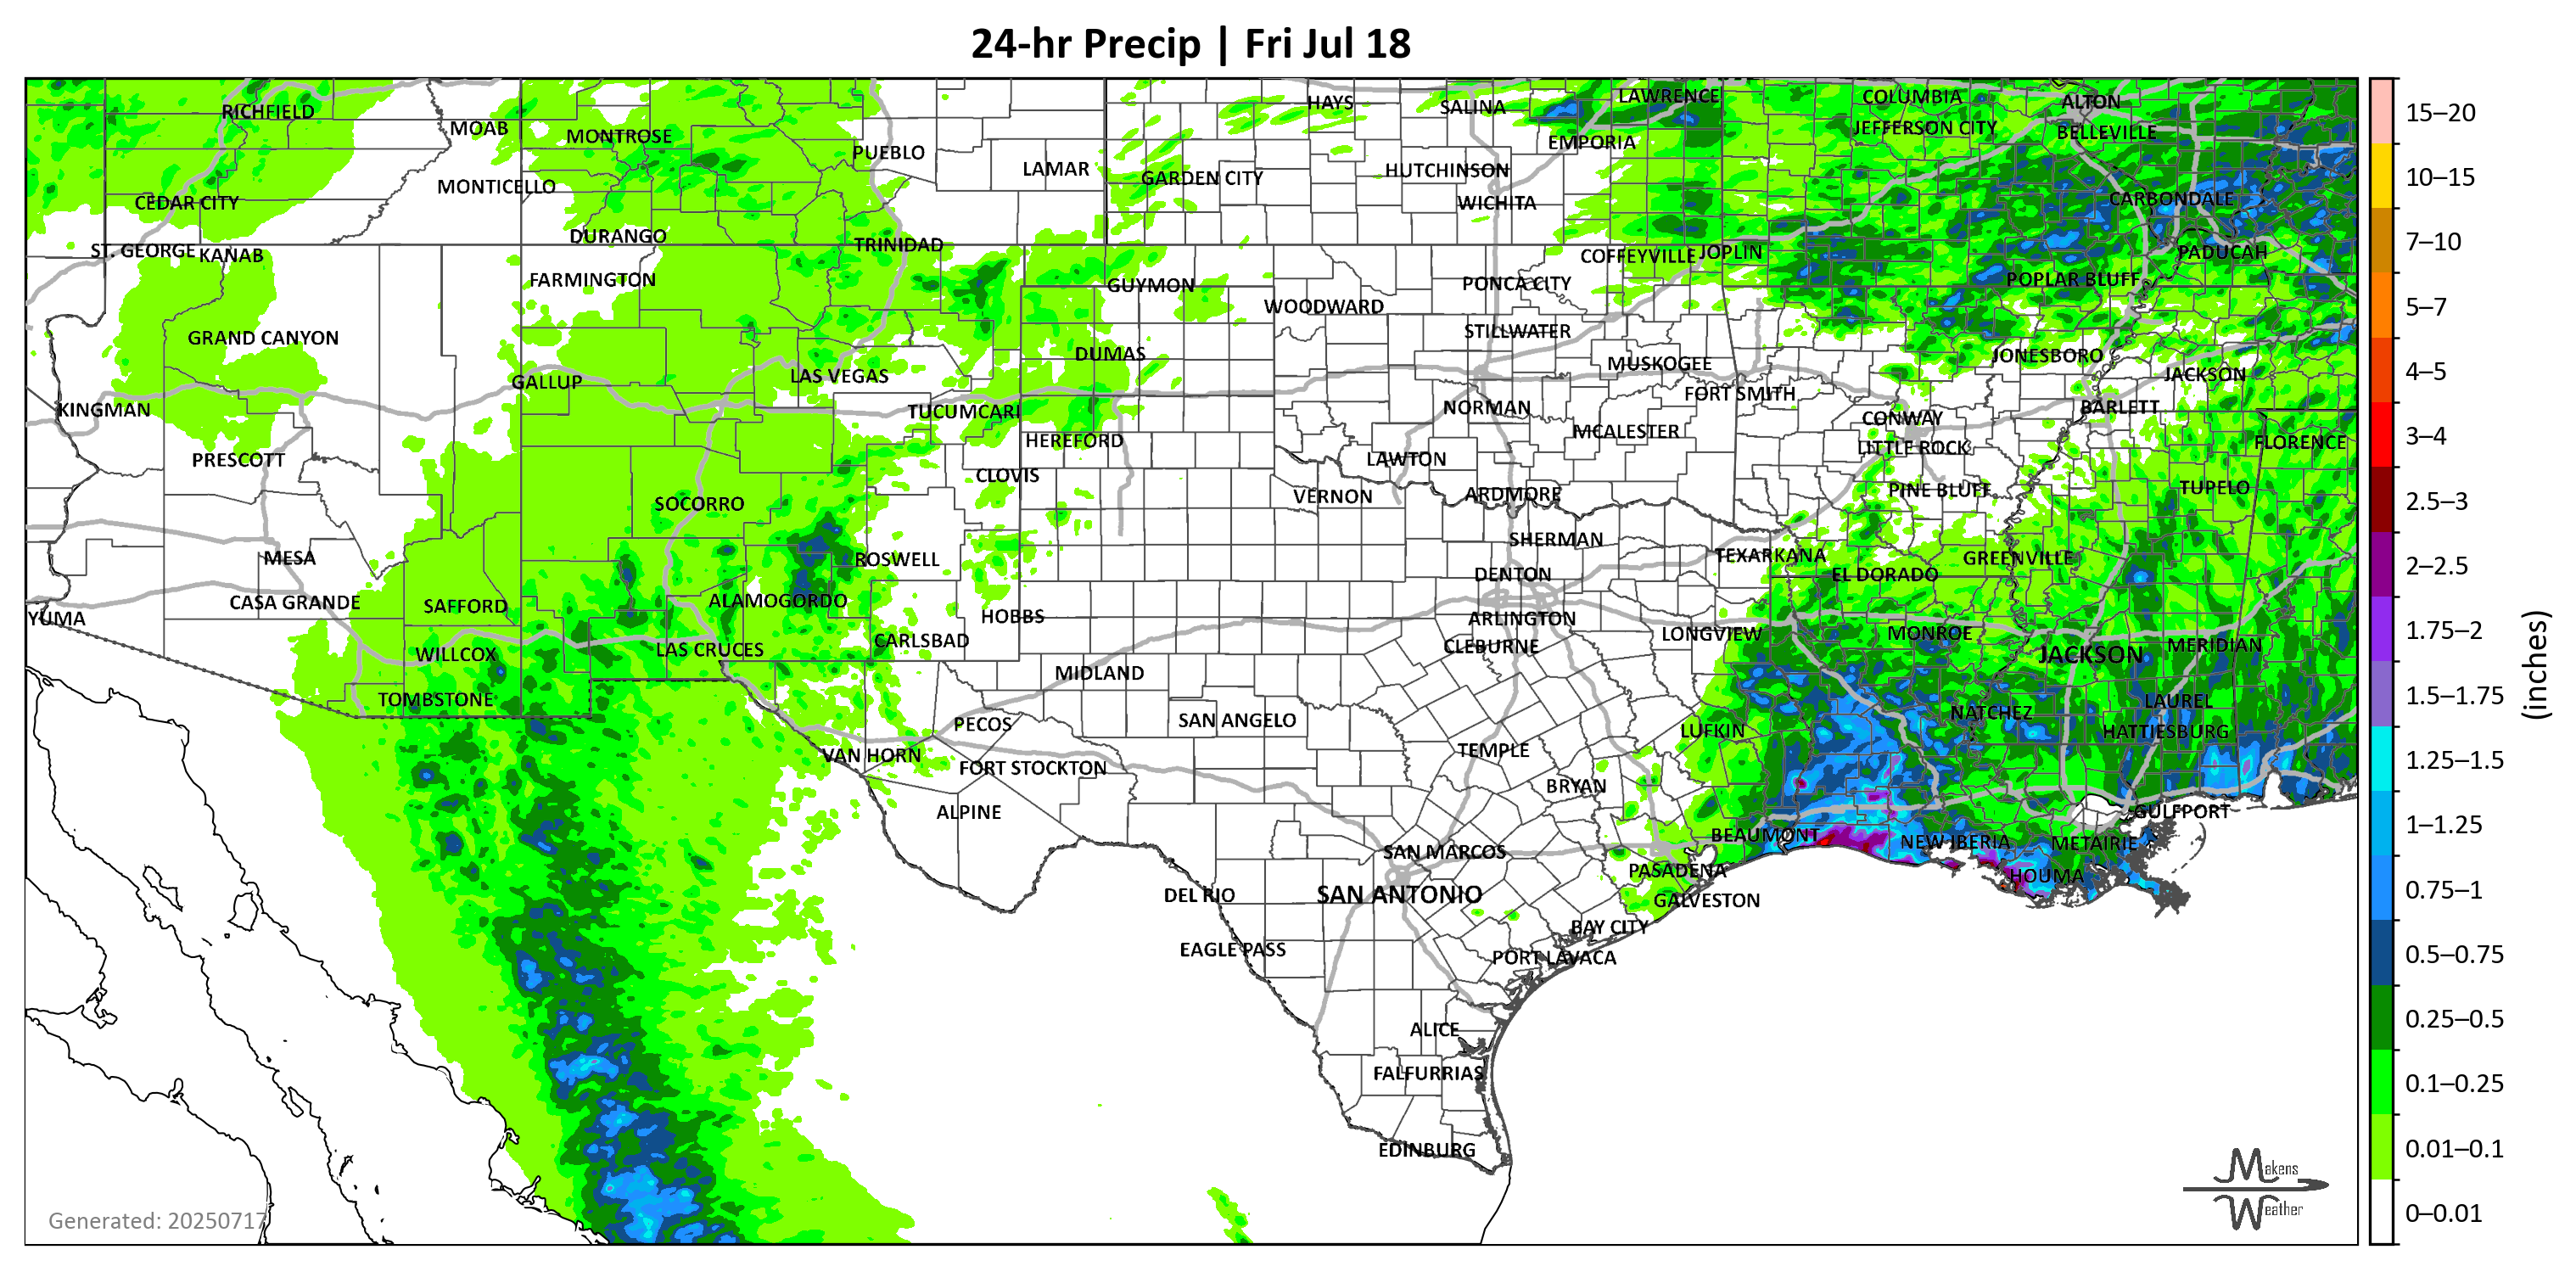 24-hr Precip | Fri Jul 18
RICHFIELD
MOAB
MONTROSE
PUEBLO
LAMAR
HAYS
SALINA
LAWRENCE
COLUMBIA
ALTON
EMPORIA
JEFFERSON CITY
BELLEVILLE
CEDAR CITY
MONTICELLO
GARDEN CITY
HUTCHINSON
WICHITA
CARBONDALE
ST. GEORGE
KANAB
DURANGO
TRINIDAD
COFFEYVILLE
JOPLIN
PADUCAH
FARMINGTON
GUYMON
WOODWARD
PONCA CITY
POPLAR BLUFF
GRAND CANYON
STILLWATER
DUMAS
MUSKOGEE
JONESBORO
GALLUP
LAS VEGAS
FORT SMITH
JACKSON
KINGMAN
TUCUMCARI
NORMAN
CONWAY
BARLETT
HEREFORD
MCALESTER
LITTLE ROCK
FLORENCE
PRESCOTT
CLOVIS
LAWTON
SOCORRO
VERNON
ARDMORE
PINE BLUFF
TUPELO
MESA
ROSWELL
SHERMAN
TEXARKANA
GREENVILLE
DENTON
EL DORADO
YUMA
CASA GRANDE
SAFFORD
ALAMOGORDO
HOBBS
ARLINGTON
WILLCOX
LAS CRUCES
CARLSBAD
CLEBURNE
LONGVIEW
MONROE
JACKSON
MERIDIAN
TOMBSTONE
MIDLAND
PECOS
SAN ANGELO
LUFKIN
NATCHEZ
LAUREL
HATTIESBURG
VAN HORN
FORT STOCKTON
TEMPLE
BRYAN
ALPINE
GULFPORT
SAN MARCOS
BEAUMONT
NEW IBERIA
METAIRIE
DEL RIO
SAN ANTONIO
PASADENA
HOUMA
GALVESTON
EAGLE PASS
BAY CITY
PORT LAVACA
ALICE
FALFURRIAS
EDINBURG
Generated: 20250717
Makens
Weather
15–20
10–15
7–10
5–7
4–5
3–4
2.5–3
2–2.5
1.75–2
1.5–1.75
1.25–1.5
1–1.25
0.75–1
0.5–0.75
0.25–0.5
0.1–0.25
0.01–0.1
0–0.01
(inches)